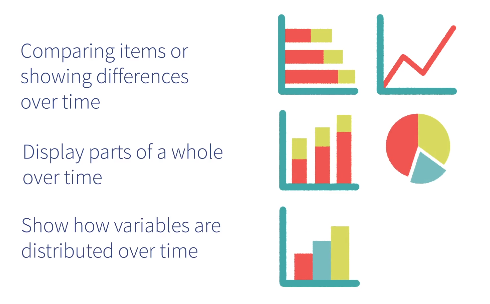 Comparing items or
showing differences
over time
Display parts of a whole
over time
Show how variables are
distributed over time